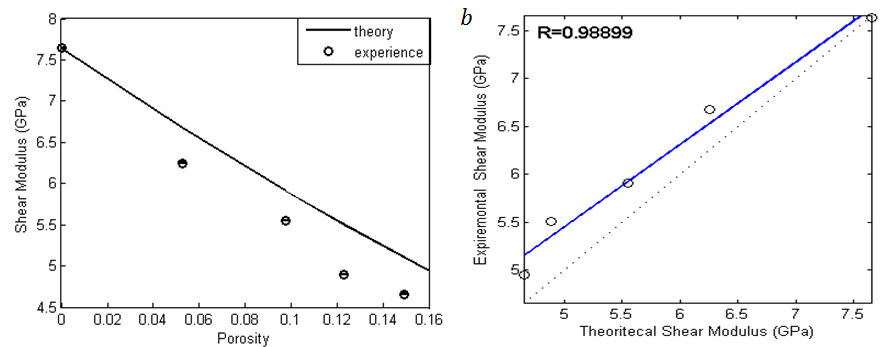 8
7.5
7
6.5
6
5.5
5
4.5
0 0.02 0.04 0.06 0.08 0.1 0.12 0.14 0.16
Shear Modulus (GPa)
Porosity
theory
experience
b
R=0.98899
7.5
7
6.5
6
5.5
5
5 5.5 6 6.5 7 7.5
Expiremontal Shear Modulus (GPa)
Theoritecal Shear Modulus (GPa)